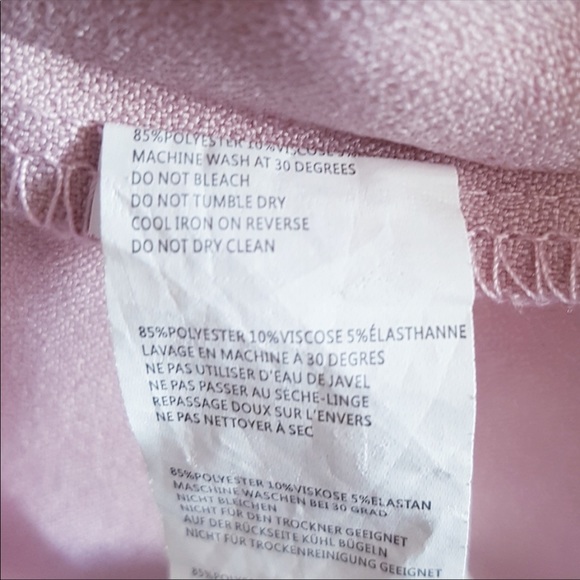 85%POLYESTER 10%VISCOSE 5%
MACHINE WASH AT 30 DEGREES
DO NOT BLEACH
DO NOT TUMBLE DRY
COOL IRON ON REVERSE
DO NOT DRY CLEAN
85%POLYESTER 10%VISCOSE 5%ÉLASTHANNE
LAVAGE EN MACHINE À 30 DEGRES
NE PAS UTILISER D'EAU DE JAVEL
NE PAS PASSER AU SÈCHE-LINGE
REPASSAGE DOUX SUR L'ENVERS
NE PAS NETTOYER À SEC
85%POLYESTER 10%VISKOSE 5%ELASTAN
MASCHINE WASCHEN BEI 30 GRAD
NICHT BLEICHEN
NICHT FÜR DEN TROCKNER GEEIGNET
AUF DER RÜCKSEITE KÜHL BÜGELN
NICHT FÜR TROCKENREINIGUNG GEEIGNET